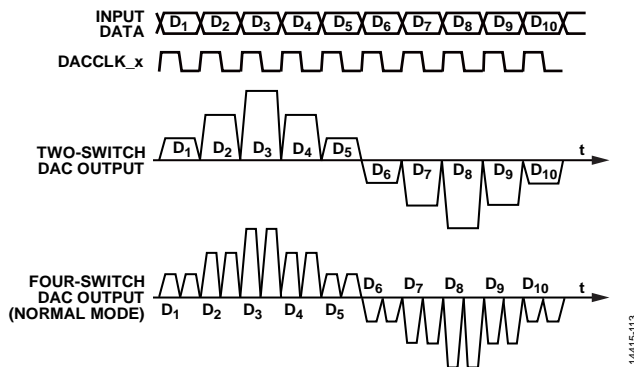 INPUT
DATA
D1 D2 D3 D4 D5 D6 D7 D8 D9 D10
DACCLK_x
TWO-SWITCH
DAC OUTPUT
D1 D2 D3 D4 D5
D6 D7 D8 D9 D10
t
FOUR-SWITCH
DAC OUTPUT
(NORMAL MODE)
D1 D2 D3 D4 D5
D6 D7 D8 D9 D10
t
14415-113